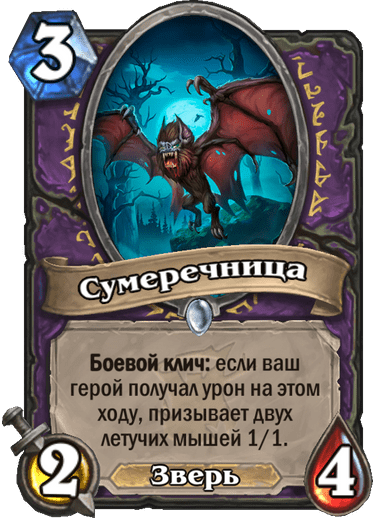 3
Сумеречница
Боевой клич: если ваш
герой получал урон на этом
ходу, призывает двух
летучих мышей 1/1.
2
Зверь
4